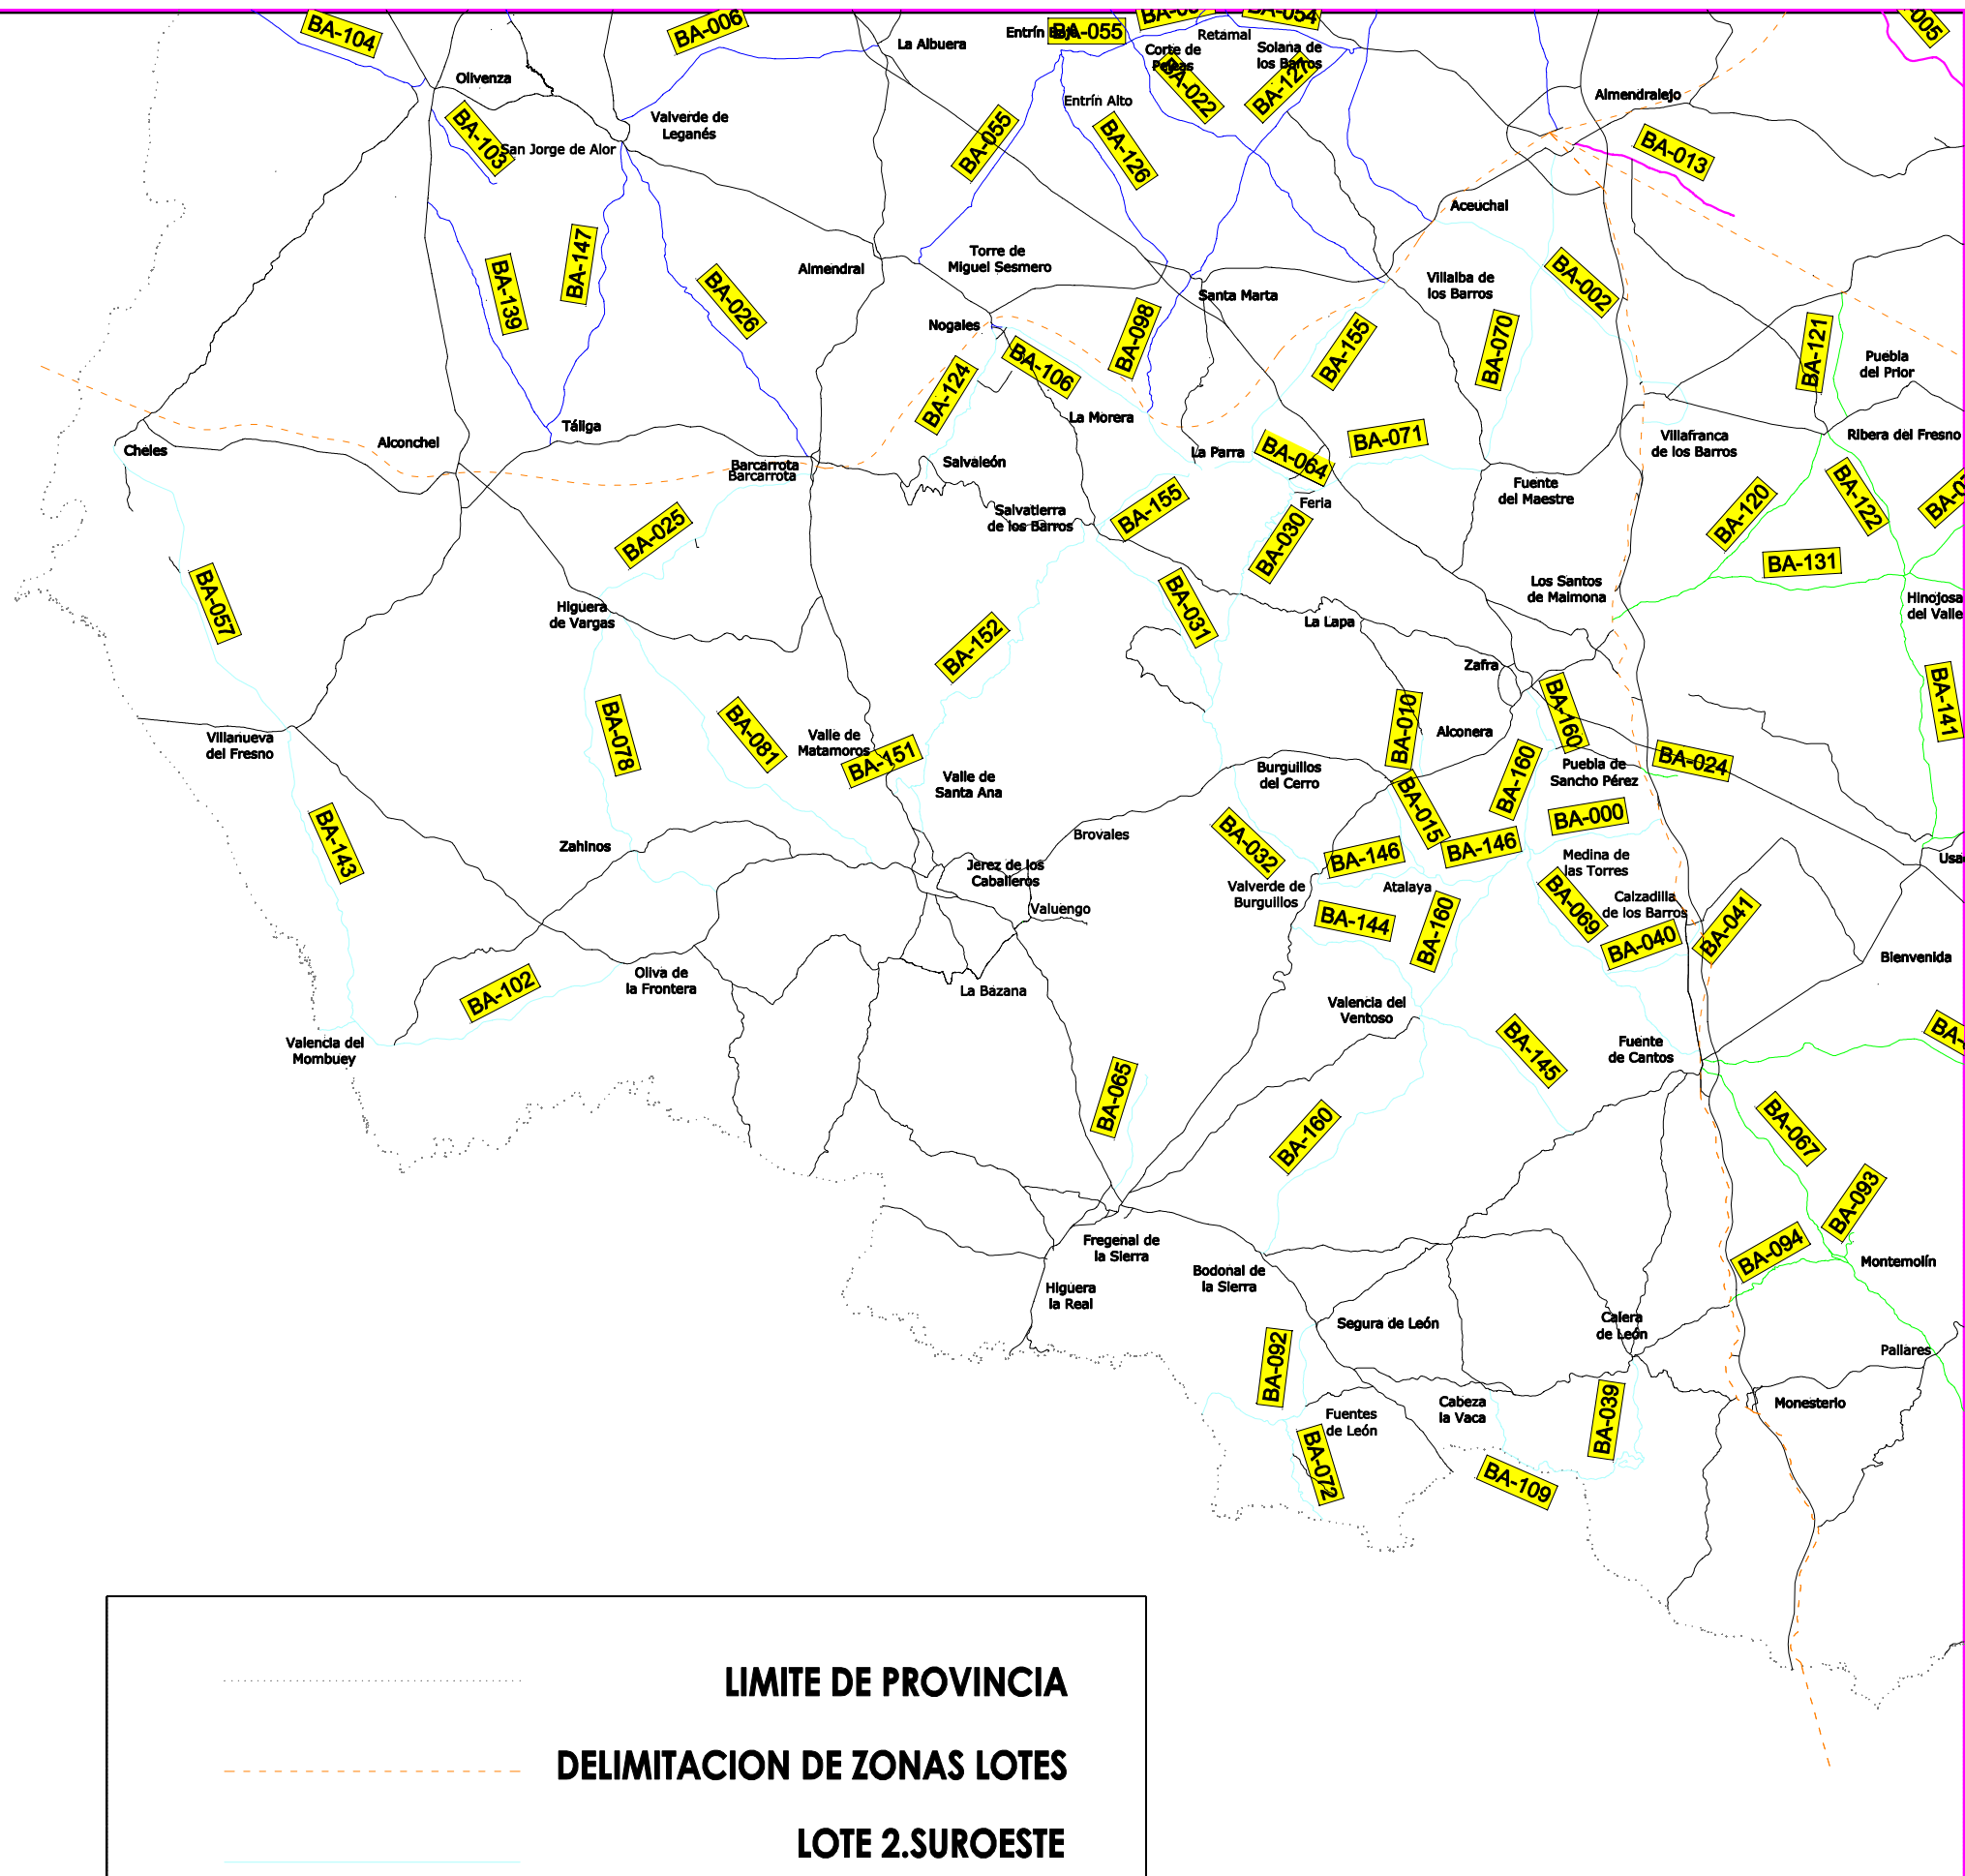 BA-104
BA-006
La Albuera
BA-055
Retamal
BA-054
-005
Olivenza
Corte de
Solana de
los Barros
BA-022
BA-127
Entrín Alto
Almendralejo
Valverde de
Leganés
BA-103
San Jorge de Alor
BA-055
BA-126
BA-013
Aceuchal
BA-139
BA-147
BA-026
Almendral
Torre de
Miguel Sesmero
Santa Marta
Villalba de
los Barros
BA-002
Nogales
BA-098
BA-155
BA-070
BA-121
Puebla
del Prior
BA-124
BA-106
La Morera
Táliga
Alconchel
Cheles
Barcarrota
Barcarrota
Salvaleón
La Parra
BA-064
BA-071
Villafranca
de los Barros
Ribera del Fresno
Fuente
del Maestre
Feria
BA-120
BA-122
BA-025
Salvatierra
de los Barros
BA-155
BA-030
BA-131
BA-057
Higuera
de Vargas
BA-152
BA-031
La Lapa
Los Santos
de Maimona
Hinojosa
del Valle
Zafra
BA-141
Villanueva
del Fresno
BA-078
BA-081
Valle de
Matamoros
BA-151
Valle de
Santa Ana
BA-010
Alconera
BA-160
BA-160
Puebla de
Sancho Pérez
BA-024
Burguillos
del Cerro
BA-015
BA-000
BA-143
Zahinos
Brovales
BA-032
BA-146
BA-146
Jerez de los
Caballeros
Valverde de
Burguillos
Atalaya
Medina de
las Torres
Usa
Valuengo
BA-144
BA-160
BA-069
Calzadilla
de los Barros
BA-040
BA-041
Bienvenida
BA-102
Oliva de
la Frontera
La Bazana
Valencia del
Ventoso
Valencia del
Mombuey
BA-145
Fuente
de Cantos
BA-065
BA-160
BA-067
BA-093
BA-094
Montemolín
Fregenal de
la Sierra
Bodonal de
la Sierra
Higuera
la Real
Segura de León
Calera
de León
Pallares
BA-092
BA-039
Cabeza
la Vaca
Monesterio
Fuentes
de León
BA-072
BA-109
LIMITE DE PROVINCIA
DELIMITACION DE ZONAS LOTES
LOTE 2.SUROESTE